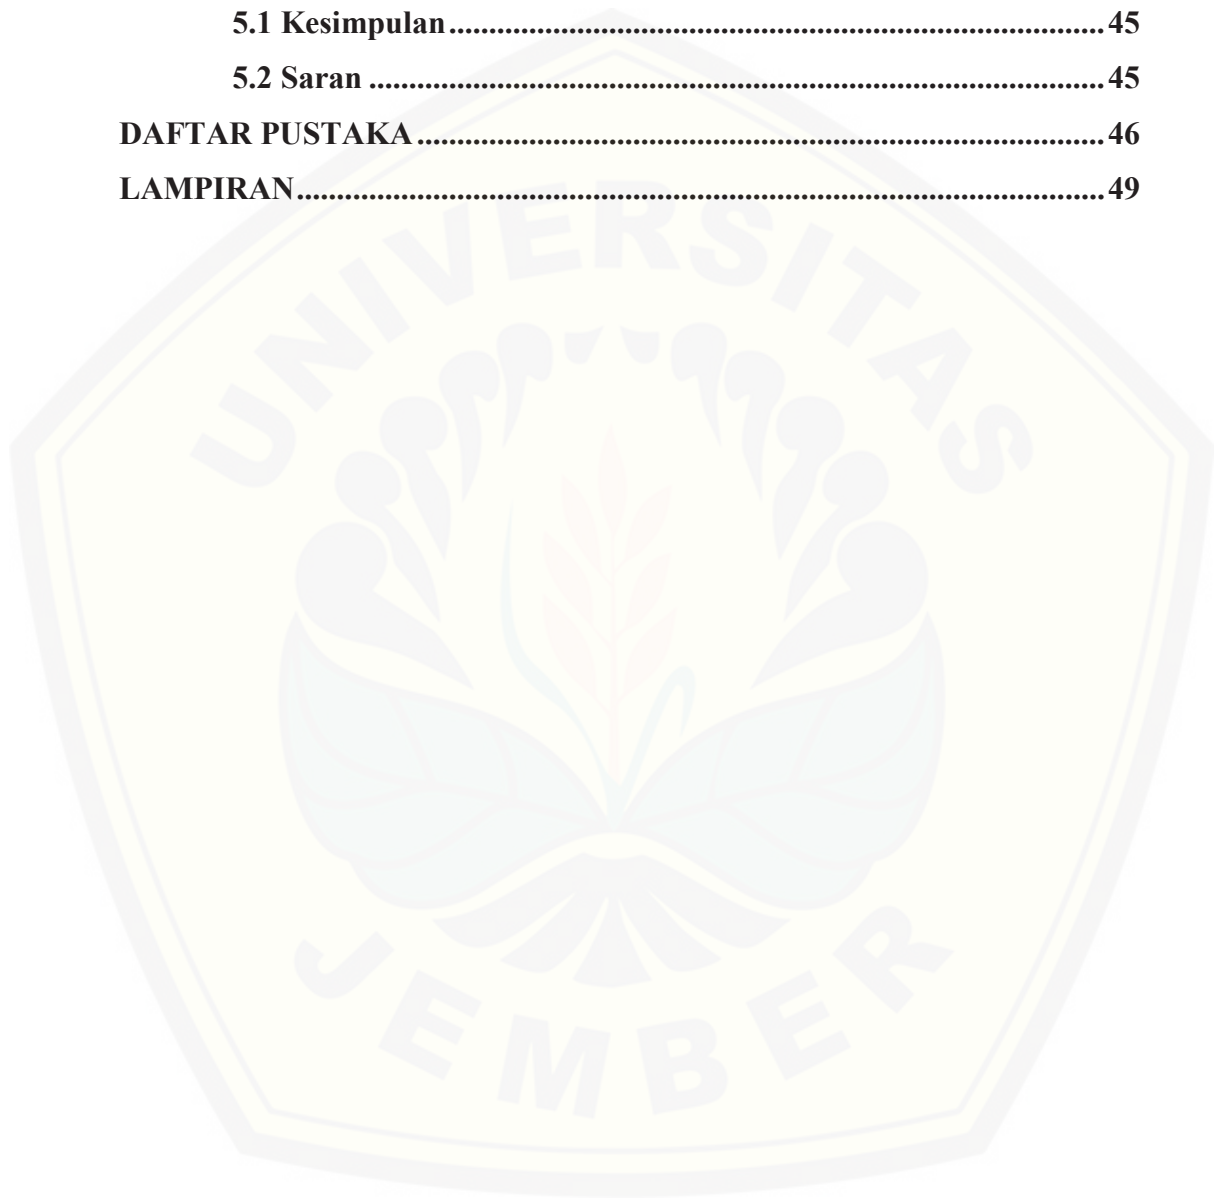 5.1 Kesimpulan.....................................................................................45
5.2 Saran ...............................................................................................45
DAFTAR PUSTAKA.........................................................................................46
LAMPIRAN........................................................................................................49
UNIVERSITAS
JEMBER